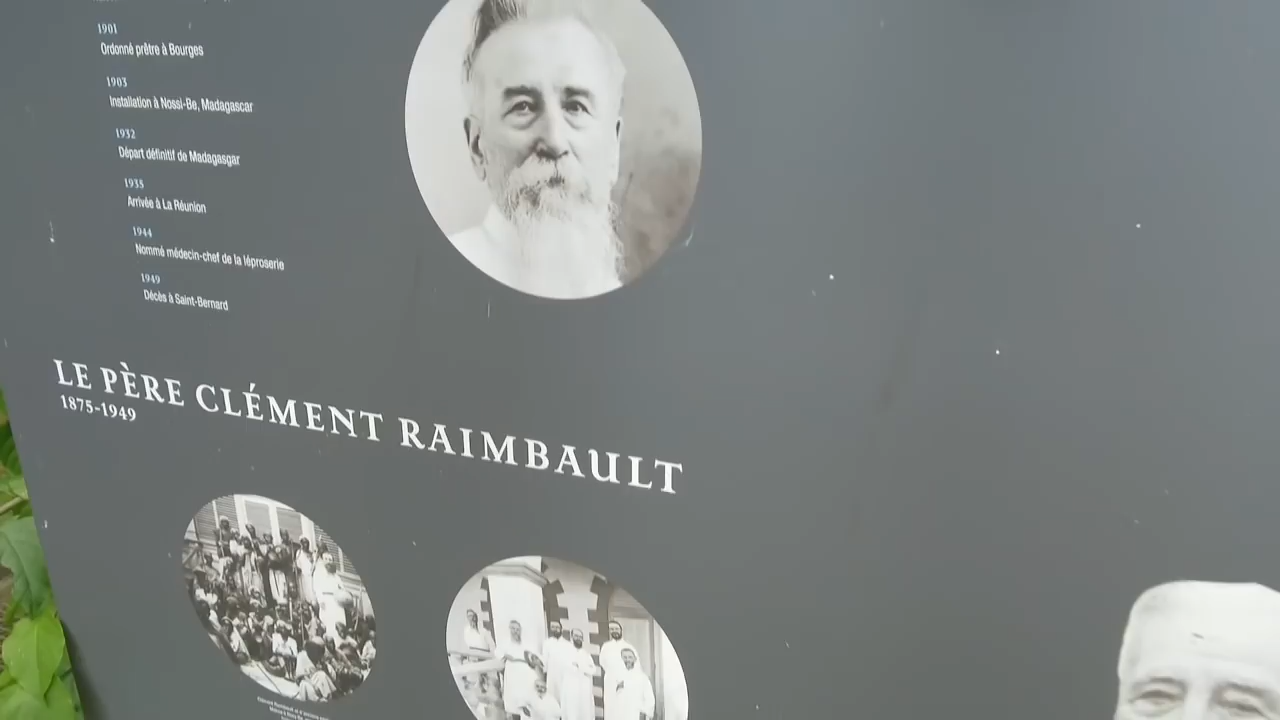 1901
Ordonné prêtre à Bourges
1903
Installation à Nossi-Be, Madagascar
1932
Départ définitif de Madagasgar
1935
Arrivée à La Réunion
1944
Nommé médecin-chef de la léproserie
1949
Décès à Saint-Bernard
LE PÈRE CLÉMENT RAIMBAULT
1875-1949